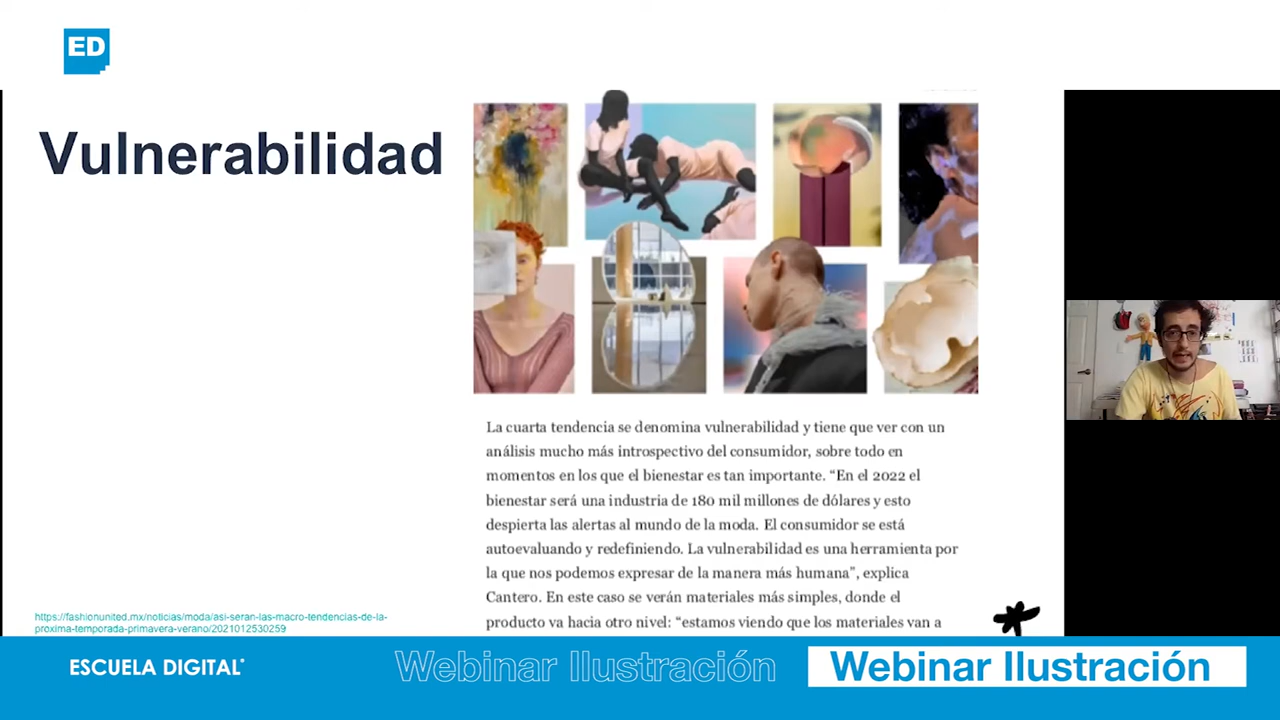 ED
Vulnerabilidad
La cuarta tendencia se denomina vulnerabilidad y tiene que ver con un
análisis mucho más introspectivo del consumidor, sobre todo en
momentos en los que el bienestar es tan importante. “En el 2022 el
bienestar será una industria de 180 mil millones de dólares y esto
despierta las alertas al mundo de la moda. El consumidor se está
autoevaluando y redefiniendo. La vulnerabilidad es una herramienta por
la que nos podemos expresar de la manera más humana”, explica
Cantero. En este caso se verán materiales más simples, donde el
producto va hacia otro nivel: “estamos viendo que los materiales van a
https://fashionunited.mx/noticias/moda/asi-seran-las-macro-tendencias-de-la-
proxima-temporada-primavera-verano/2021012530259
ESCUELA DIGITAL
Webinar Ilustración
Webinar Ilustración